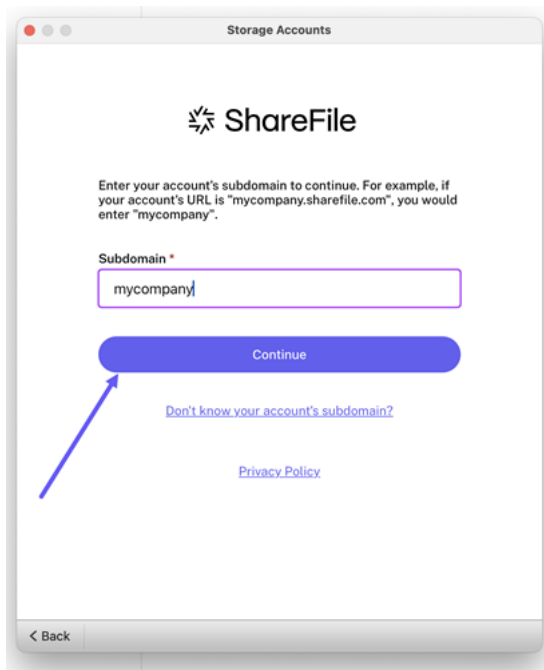 Storage Accounts
ShareFile
Enter your account's subdomain to continue. For example, if
your account's URL is "mycompany.sharefile.com", you would
enter "mycompany".
Subdomain *
mycompany
Continue
Don't know your account's subdomain?
Privacy Policy
< Back